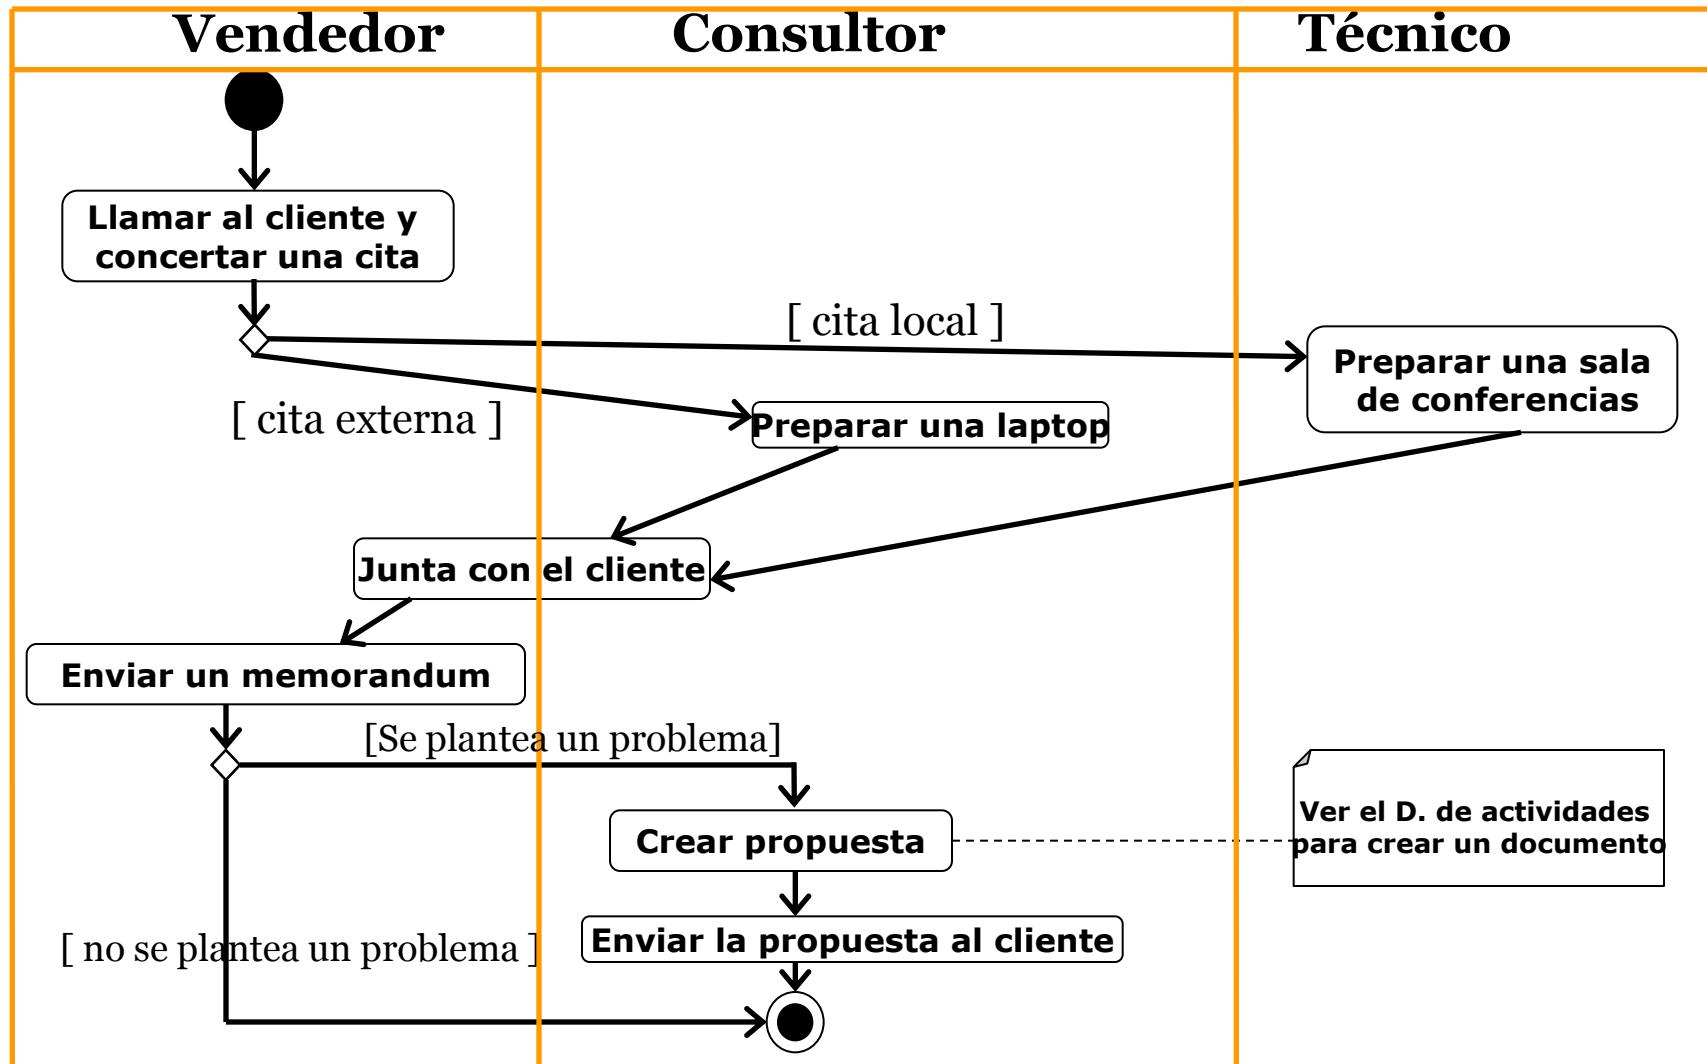 Vendedor
Consultor
Técnico
Llamar al cliente y
concertar una cita
[ cita local ]
Preparar una sala
de conferencias
[ cita externa ]
Preparar una laptop
Junta con el cliente
Enviar un memorandum
[Se plantea un problema]
Crear propuesta
Ver el D. de actividades
para crear un documento
[ no se plantea un problema ]
Enviar la propuesta al cliente